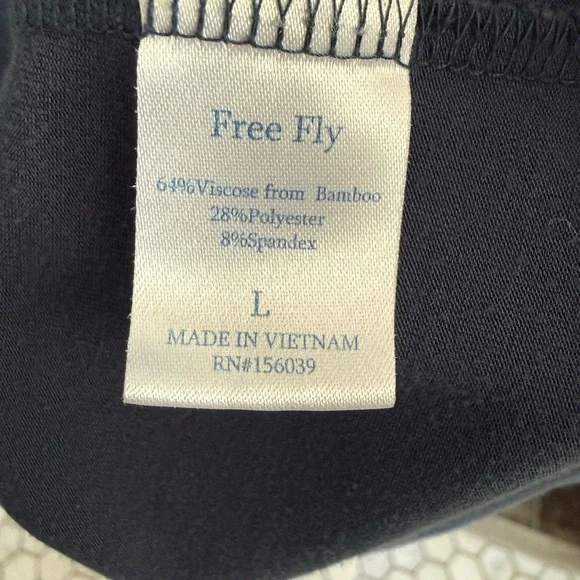 Free Fly
64%Viscose from Bamboo
28%Polyester
8%Spandex
L
MADE IN VIETNAM
RN#156039